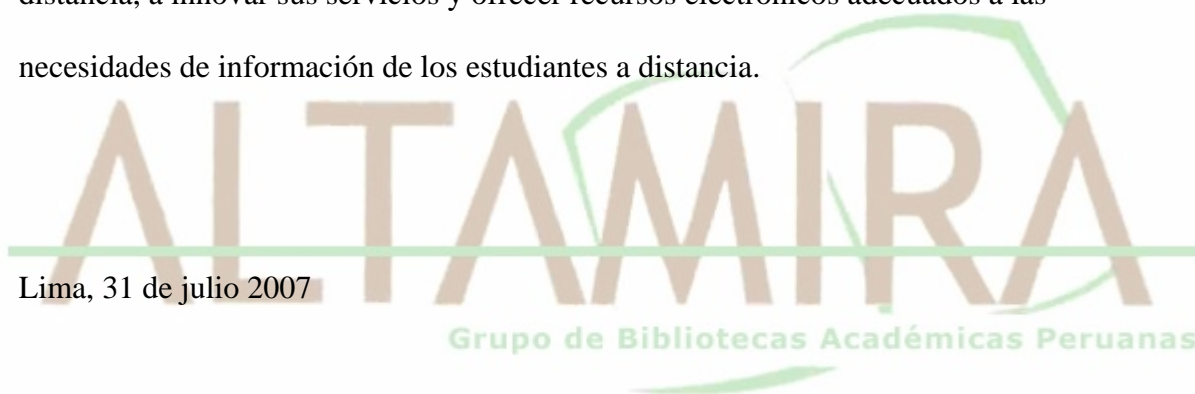 distancia, a innovar sus servicios y ofrecer recursos electrónicos adecuados a las
necesidades de información de los estudiantes a distancia.
ALTAMIRA
Lima, 31 de julio 2007
Grupo de Bibliotecas Académicas Peruanas